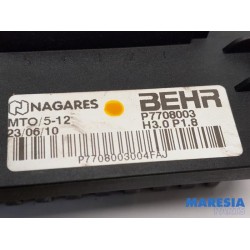 NAGARES BEHR
MTO/5-12 P7708003
23/06/10 H3.0 P1.8
P7708003004FAJ
MARESIA